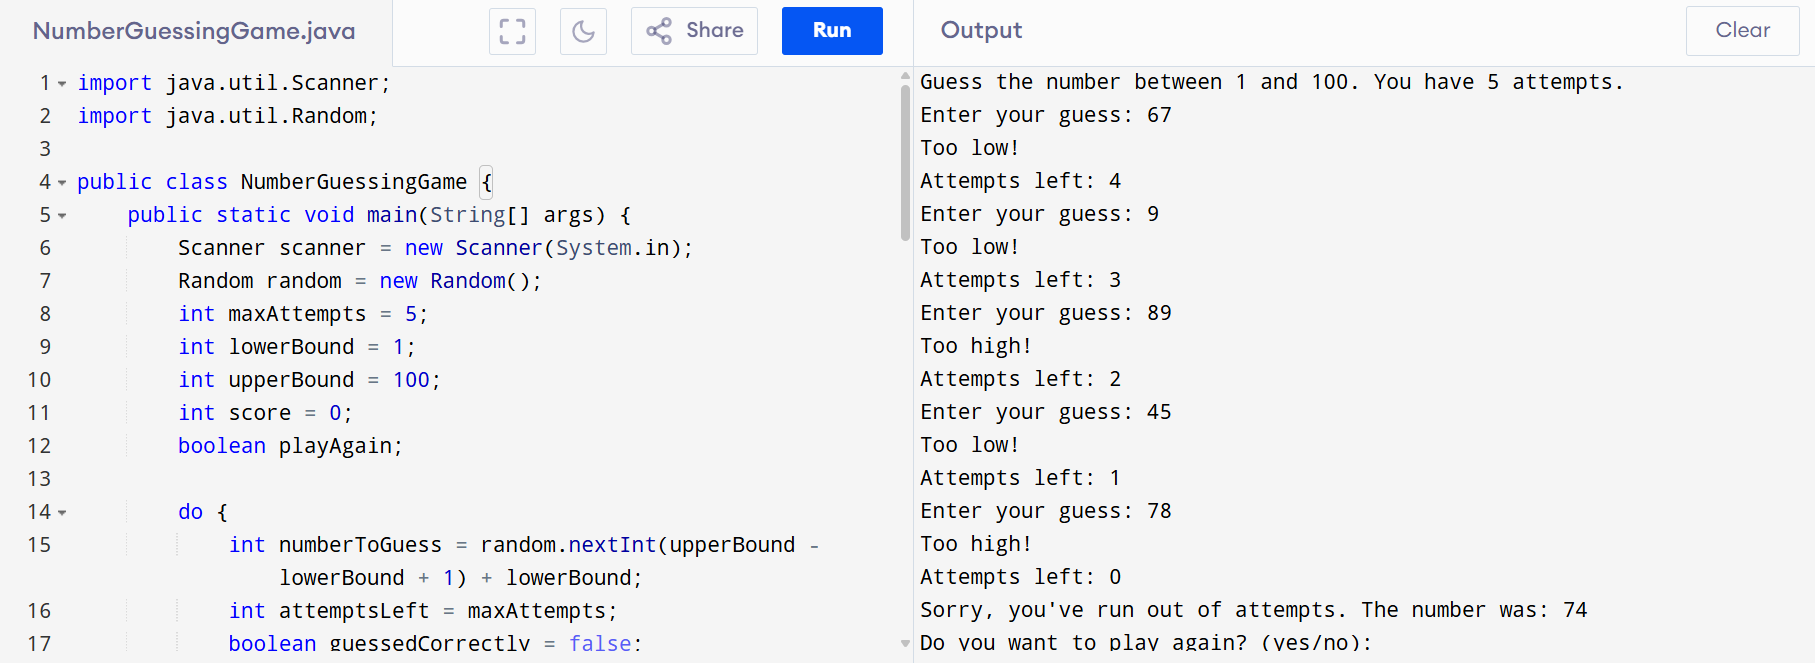 NumberGuessingGame.java
Share
Run
1 import java.util.Scanner;
2 import java.util.Random;
3
4 public class NumberGuessingGame {
5     public static void main(String[] args) {
6         Scanner scanner = new Scanner(System.in);
7         Random random = new Random();
8         int maxAttempts = 5;
9         int lowerBound = 1;
10         int upperBound = 100;
11         int score = 0;
12         boolean playAgain;
13
14         do {
15             int numberToGuess = random.nextInt(upperBound -
                lowerBound + 1) + lowerBound;
16             int attemptsLeft = maxAttempts;
17             boolean guessedCorrectly = false;
Output
Clear
Guess the number between 1 and 100. You have 5 attempts.
Enter your guess: 67
Too low!
Attempts left: 4
Enter your guess: 9
Too low!
Attempts left: 3
Enter your guess: 89
Too high!
Attempts left: 2
Enter your guess: 45
Too low!
Attempts left: 1
Enter your guess: 78
Too high!
Attempts left: 0
Sorry, you've run out of attempts. The number was: 74
Do you want to play again? (yes/no):